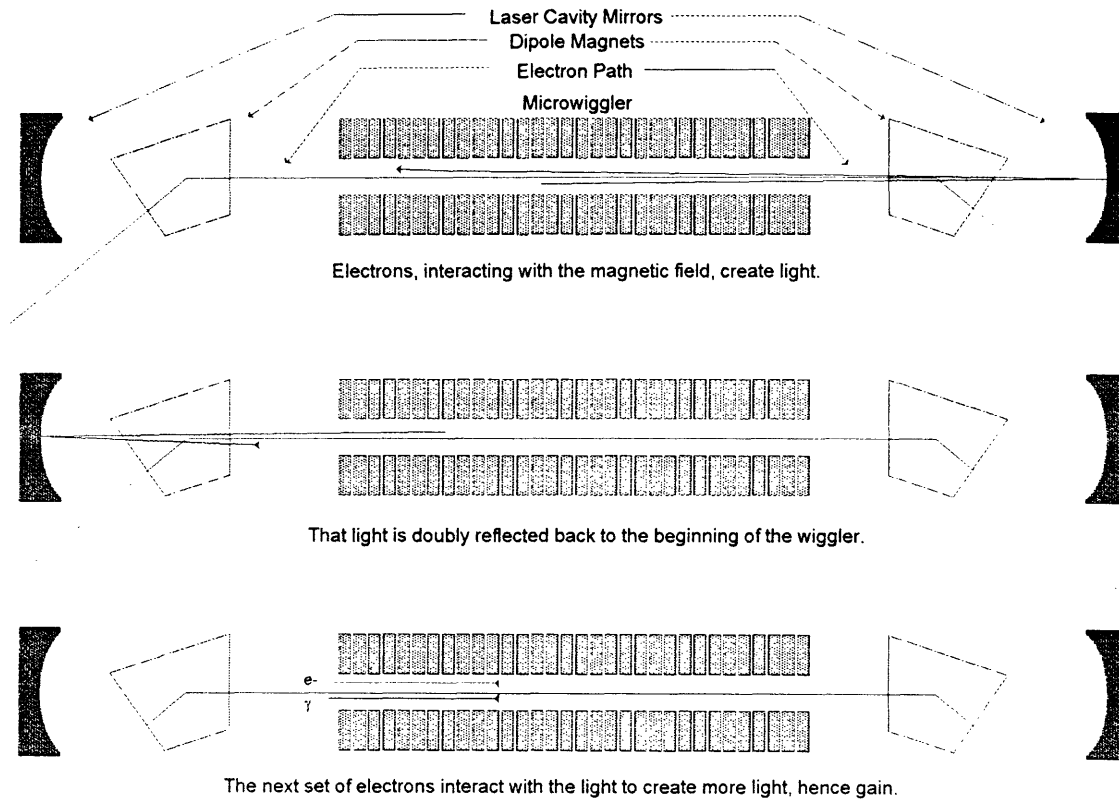 Laser Cavity Mirrors
Dipole Magnets
Electron Path
Microwiggler
Electrons, interacting with the magnetic field, create light.
That light is doubly reflected back to the beginning of the wiggler.
e-
γ
The next set of electrons interact with the light to create more light, hence gain.